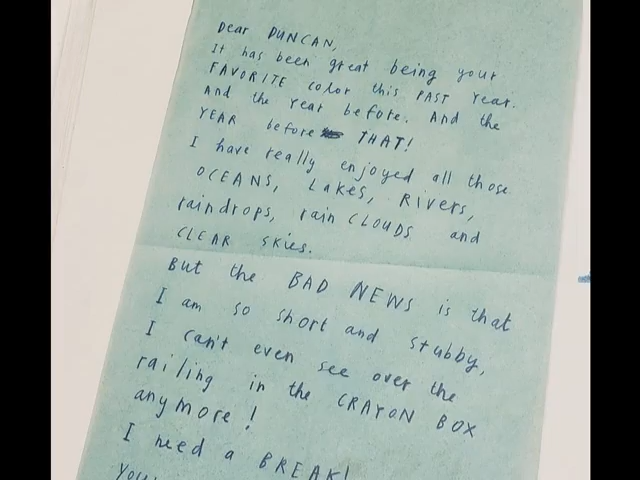 Dear DUNCAN,
It has been great being your
FAVORITE color this PAST Year.
And the Year before. And the
YEAR before THAT!
I have really enjoyed all those
OCEANS, Lakes, Rivers,
raindrops, rain CLOUDS and
CLEAR skies.
But the BAD NEWS is that
I am so short and stubby,
I can't even see over the
railing in the CRAYON BOX
anymore!
I need a BREAK!